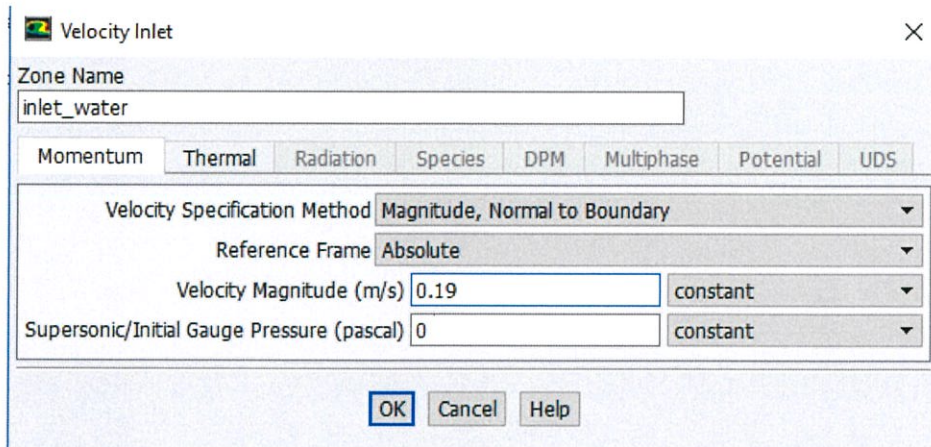 Velocity Inlet
Zone Name
inlet_water
Momentum Thermal Radiation Species DPM Multiphase Potential UDS
Velocity Specification Method Magnitude, Normal to Boundary
Reference Frame Absolute
Velocity Magnitude (m/s) 0.19 constant
Supersonic/Initial Gauge Pressure (pascal) 0 constant
OK Cancel Help